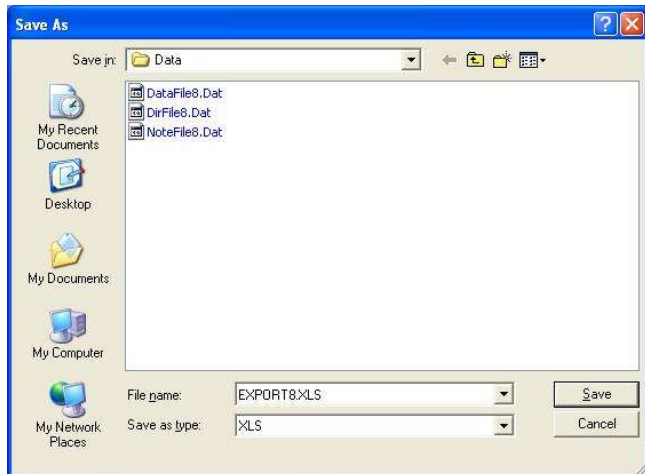 Save As
Save in:
Data
DataFile8.Dat
DirFile8.Dat
NoteFile8.Dat
My Recent
Documents
Desktop
My Documents
My Computer
My Network
Places
File name:
EXPORT8.XLS
Save
Save as type:
XLS
Cancel